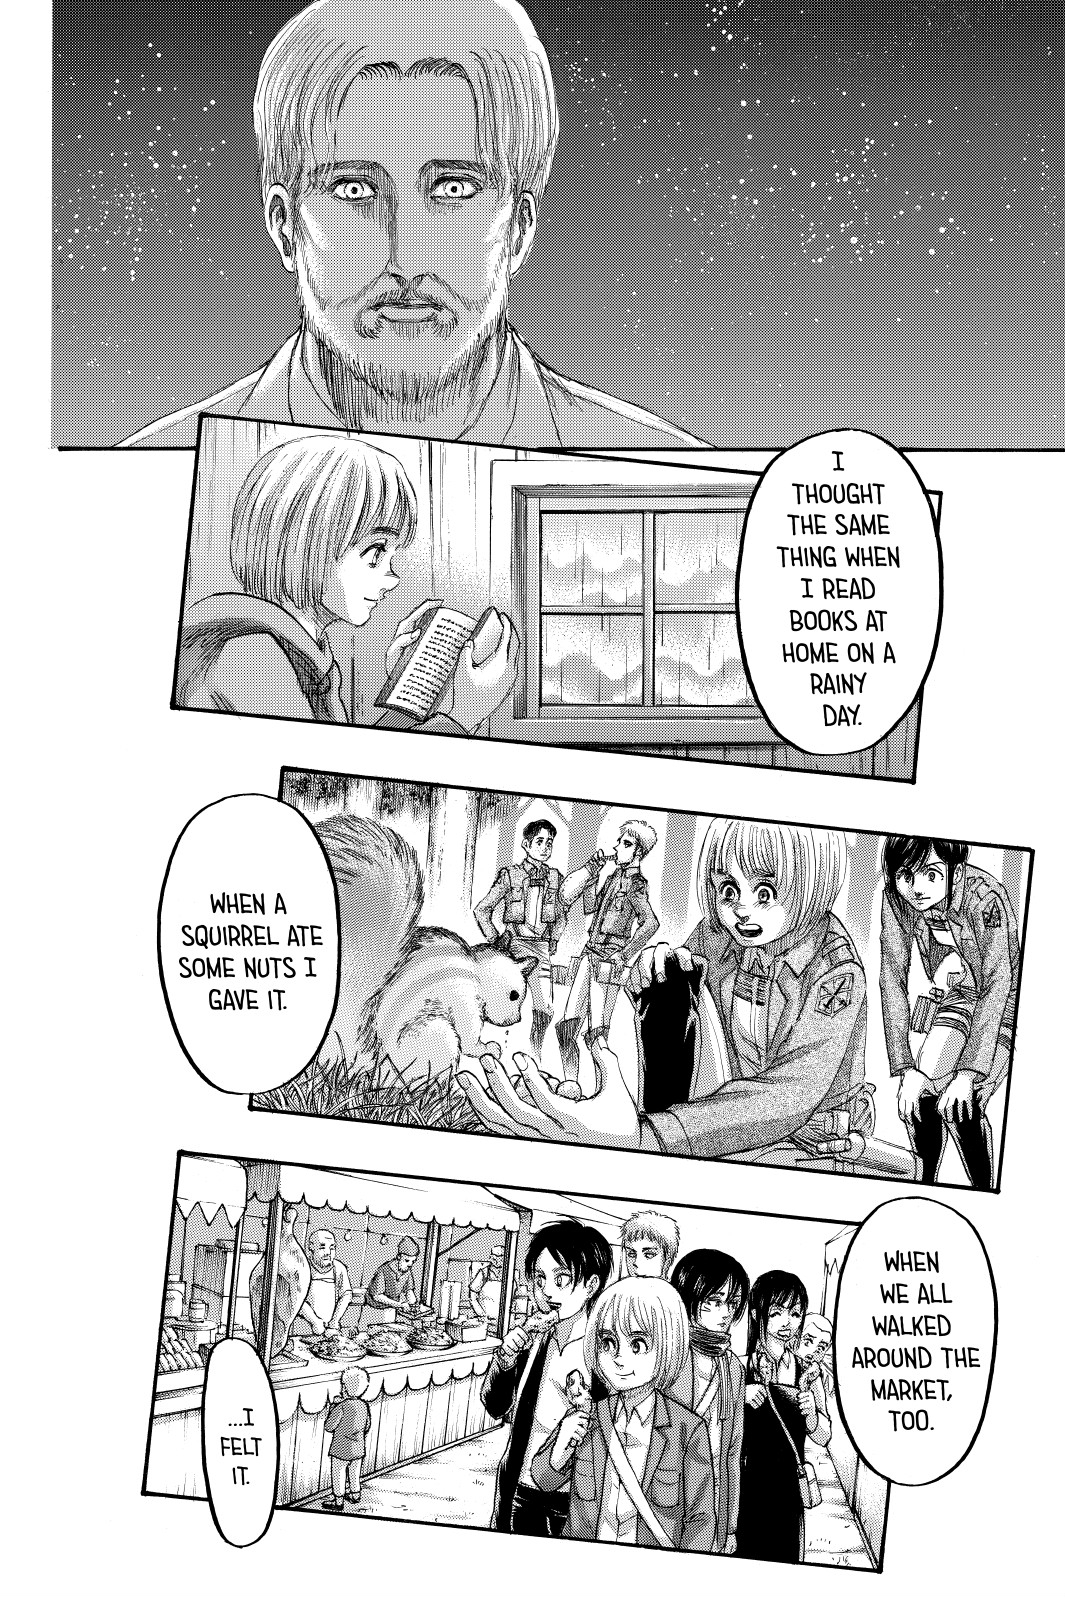 I
THOUGHT
THE SAME
THING WHEN
I READ
BOOKS AT
HOME ON A
RAINY
DAY.
WHEN A
SQUIRREL ATE
SOME NUTS I
GAVE IT.
WHEN
WE ALL
WALKED
AROUND THE
MARKET,
TOO.
...I
FELT
IT.